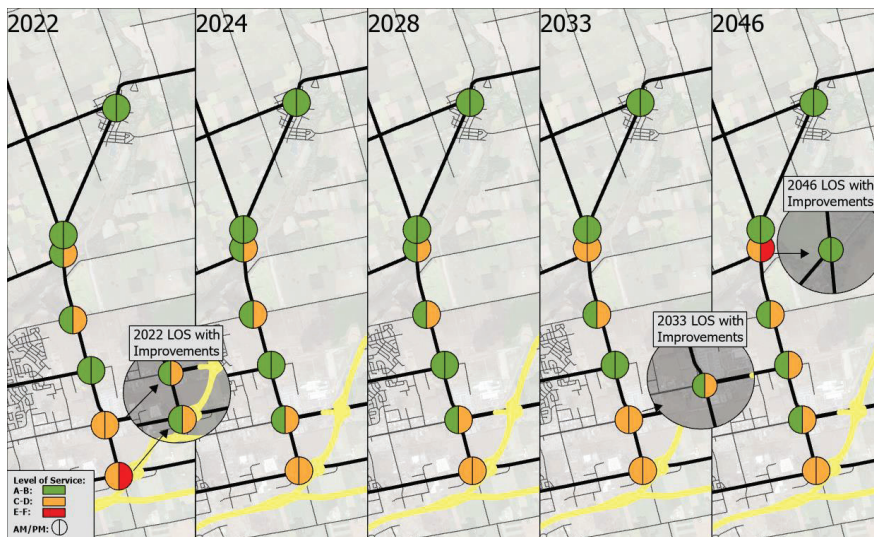 2022
2024
2028
2033
2046
2046 LOS with
Improvements
2022 LOS with
Improvements
2033 LOS with
Improvements
Level of Service:
A-B:
C-D:
E-F:
AM/PM: